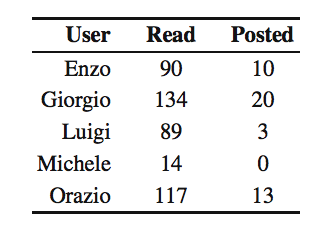 User Read Posted
Enzo 90 10
Giorgio 134 20
Luigi 89 3
Michele 14 0
Orazio 117 13